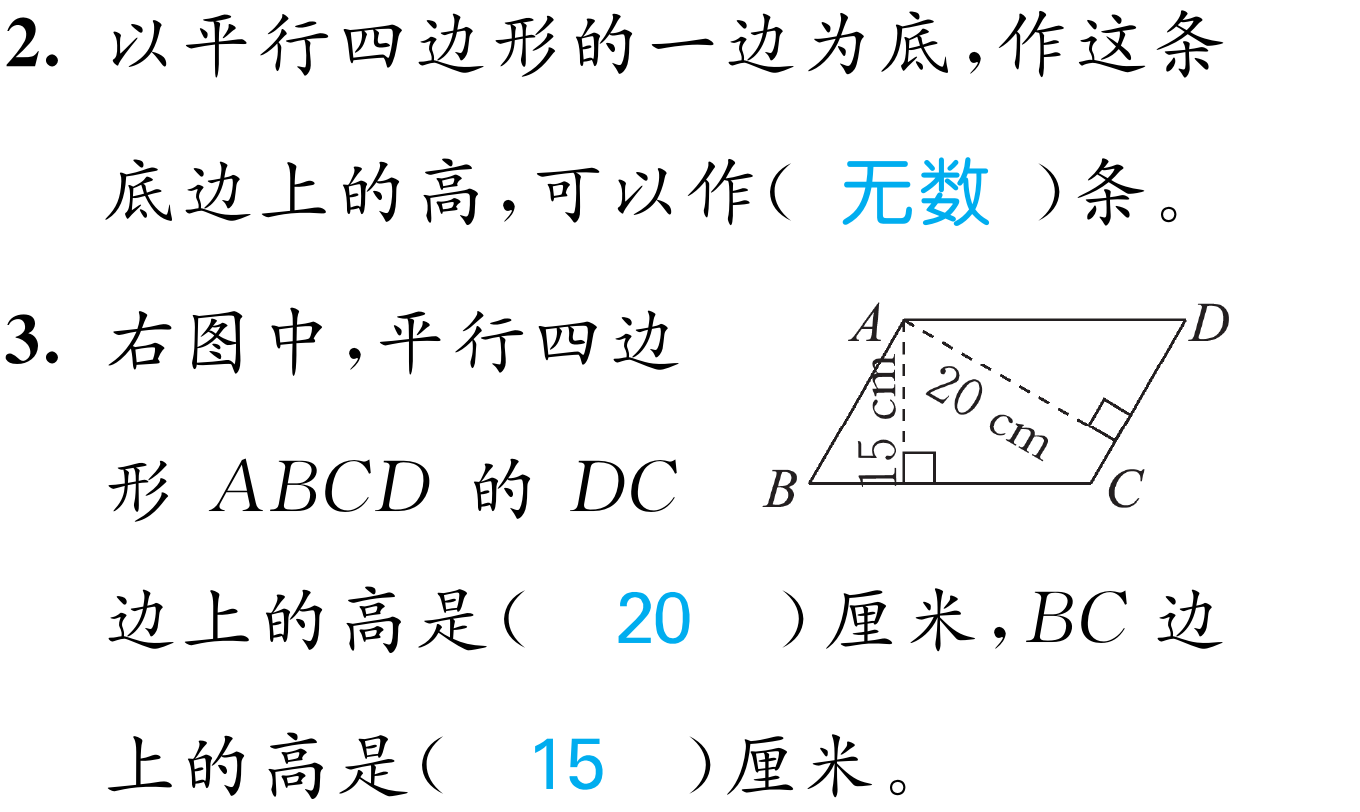 2. 以平行四边形的一边为底,作这条
底边上的高,可以作( 无数 )条。
3. 右图中,平行四边
形 ABCD 的 DC
边上的高是( 20 )厘米,BC 边
上的高是( 15 )厘米。
A
D
15 cm
20 cm
B
C